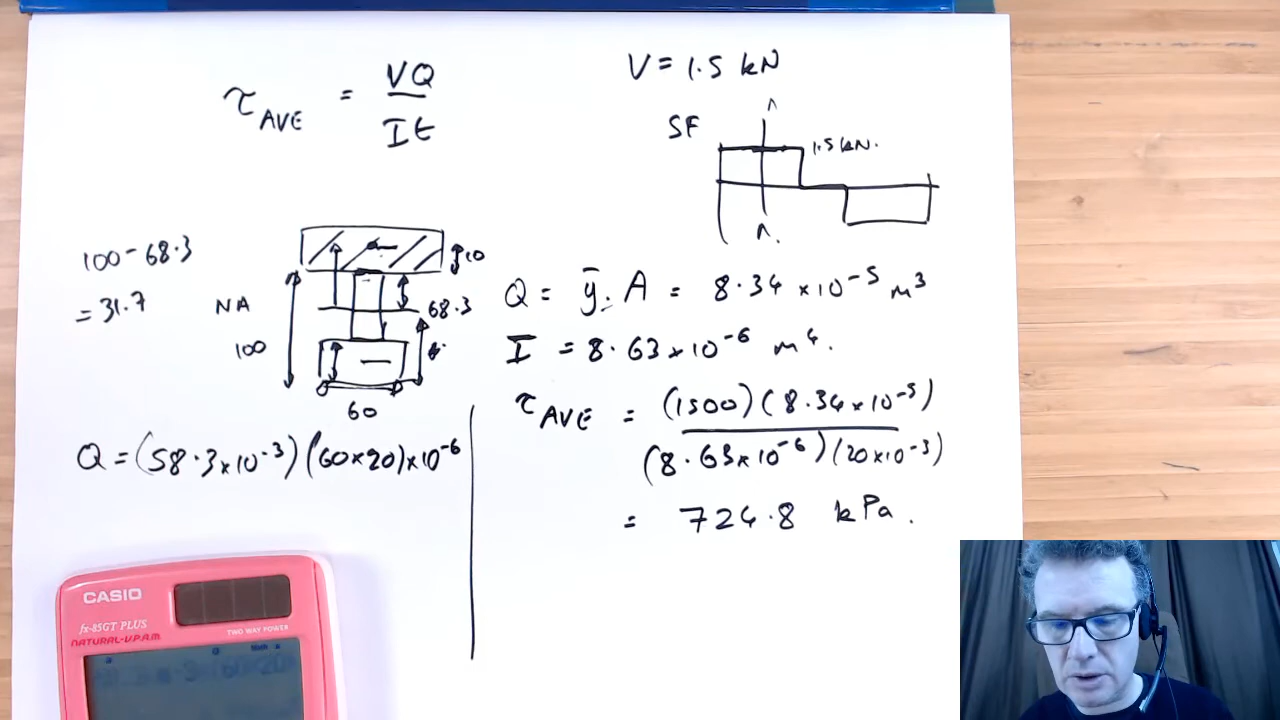 τ AVE = VQ / It
V = 1.5 kN
SF
1.5 kN.
100 - 68.3
= 31.7
NA
100
10
68.3
60
Q = ȳ. A = 8.34 × 10⁻⁵ m³
I = 8.63 × 10⁻⁶ m⁴.
τ AVE = (1500)(8.34 × 10⁻⁵) / (8.63 × 10⁻⁶)(20 × 10⁻³)
= 724.8 kPa.
Q = (58.3 × 10⁻³)(60 × 20) × 10⁻⁶
CASIO
fx-85GT PLUS
NATURAL-V.P.A.M.
TWO WAY POWER